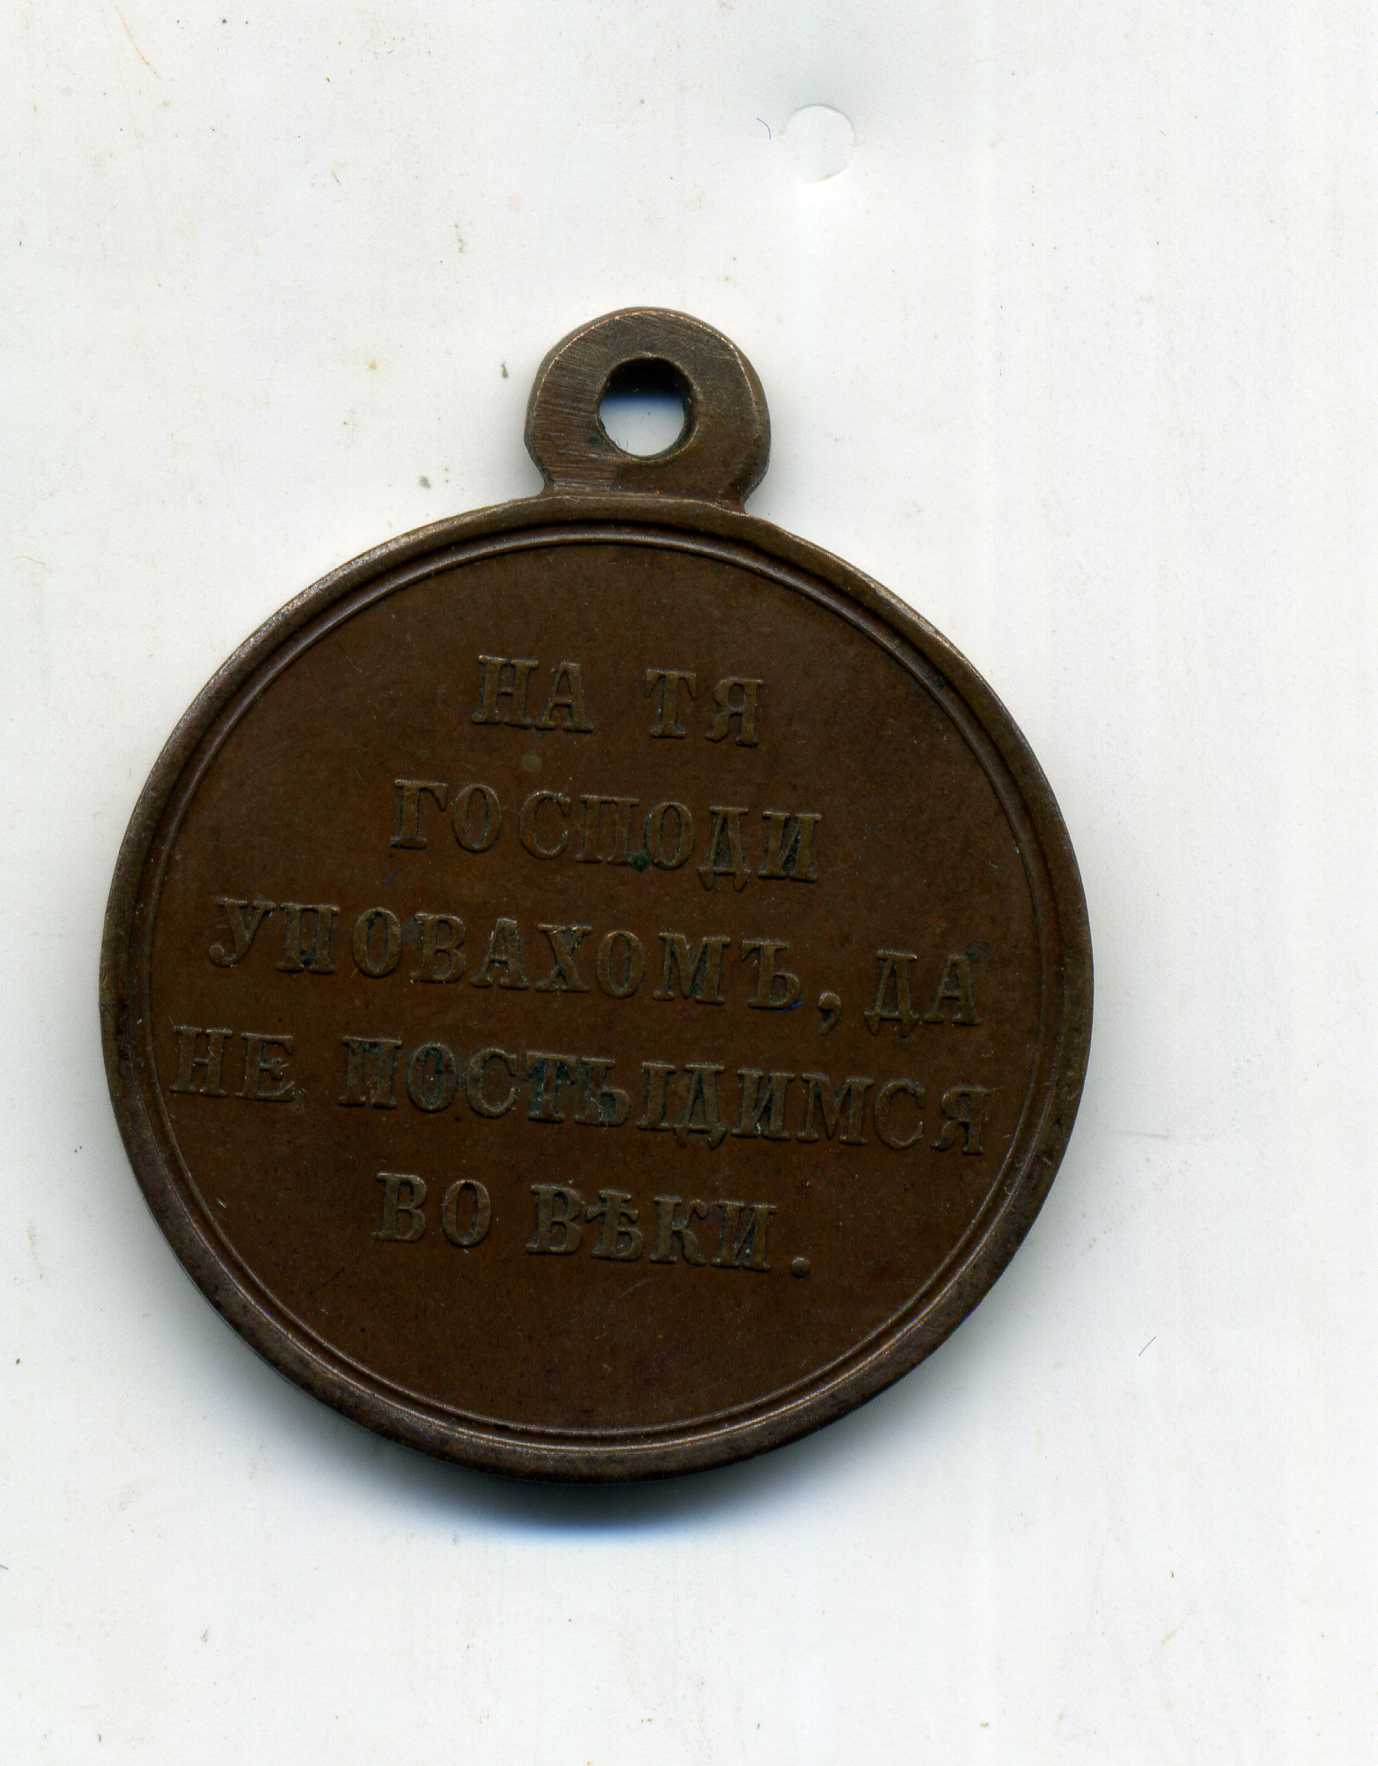 НА ТЯ
ГОСПОДИ
УПОВАХОМЪ, ДА
НЕ ПОСТЫДИМСЯ
ВО ВѢКИ.